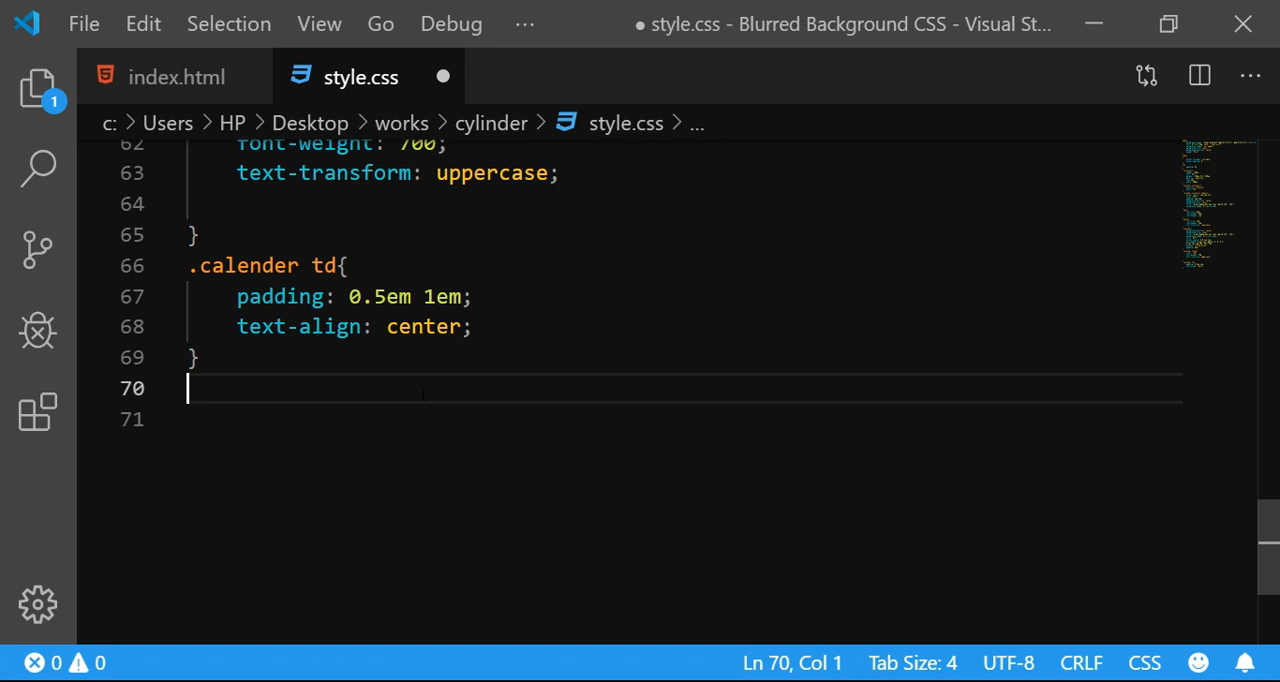 File Edit Selection View Go Debug ··· ● style.css - Blurred Background CSS - Visual St...
index.html style.css
1
c: > Users > HP > Desktop > works > cylinder > style.css > ...
62 font-weight: 700;
63 text-transform: uppercase;
64
65 }
66 .calender td{
67 padding: 0.5em 1em;
68 text-align: center;
69 }
70
71
0 0 Ln 70, Col 1 Tab Size: 4 UTF-8 CRLF CSS